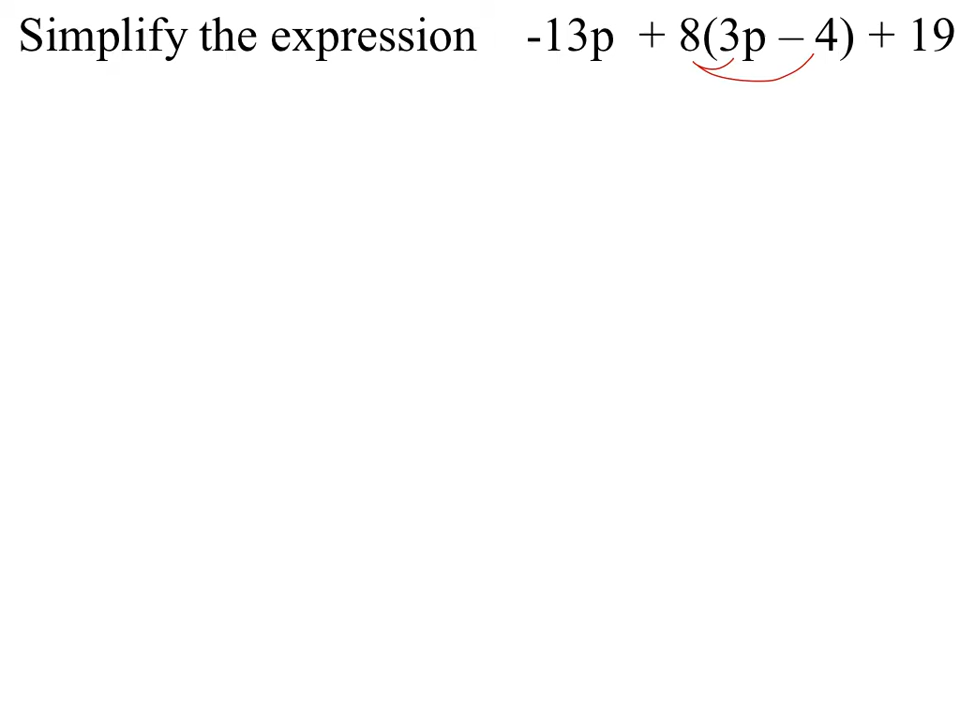 Simplify the expression -13p + 8(3p – 4) + 19